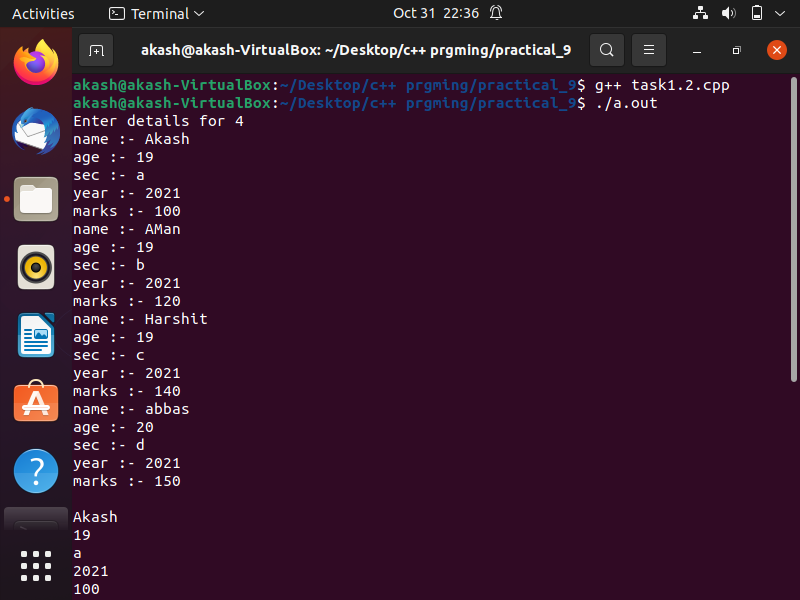 Activities
Terminal
Oct 31 22:36
akash@akash-VirtualBox: ~/Desktop/c++ prgming/practical_9
akash@akash-VirtualBox:~/Desktop/c++ prgming/practical_9$ g++ task1.2.cpp
akash@akash-VirtualBox:~/Desktop/c++ prgming/practical_9$ ./a.out
Enter details for 4
name :- Akash
age :- 19
sec :- a
year :- 2021
marks :- 100
name :- AMan
age :- 19
sec :- b
year :- 2021
marks :- 120
name :- Harshit
age :- 19
sec :- c
year :- 2021
marks :- 140
name :- abbas
age :- 20
sec :- d
year :- 2021
marks :- 150
Akash
19
a
2021
100